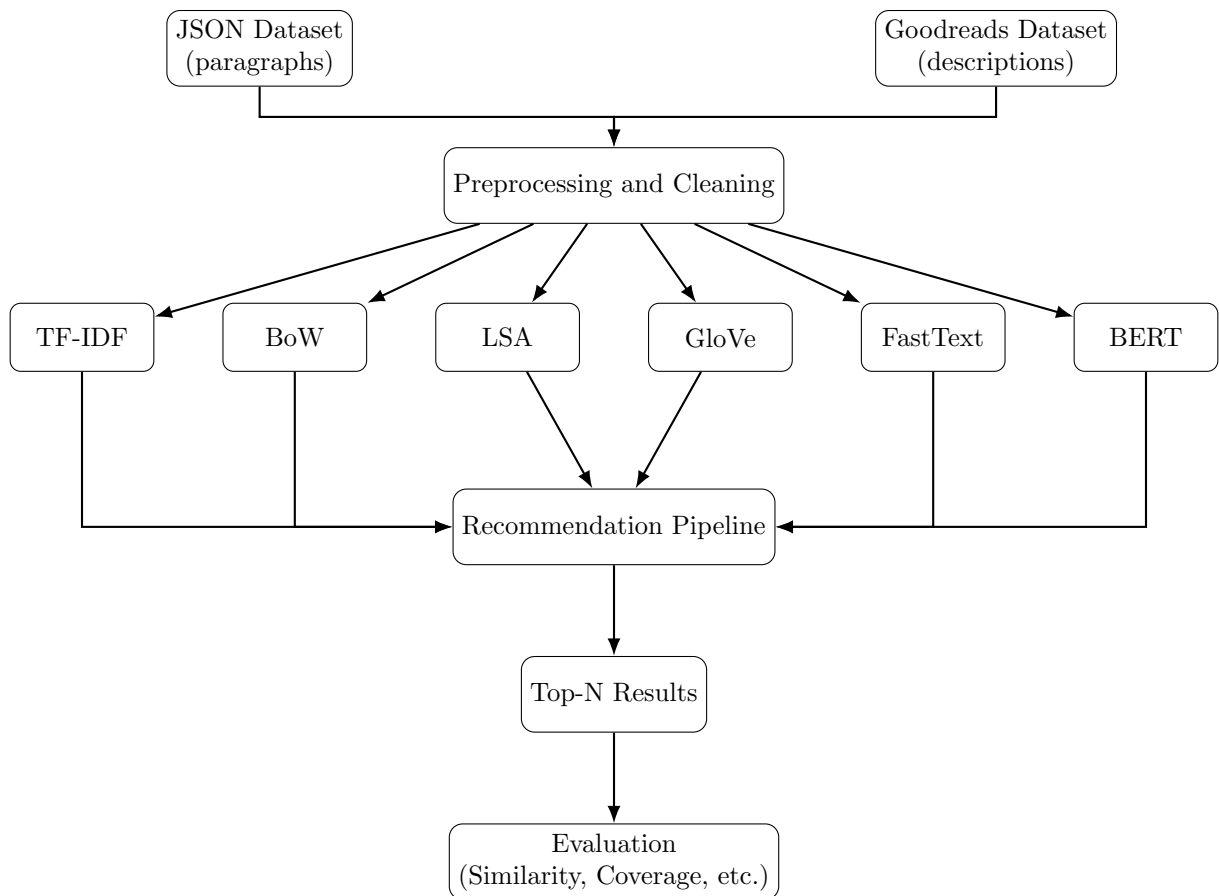 JSON Dataset
(paragraphs)
Goodreads Dataset
(descriptions)
Preprocessing and Cleaning
TF-IDF
BoW
LSA
GloVe
FastText
BERT
Recommendation Pipeline
Top-N Results
Evaluation
(Similarity, Coverage, etc.)